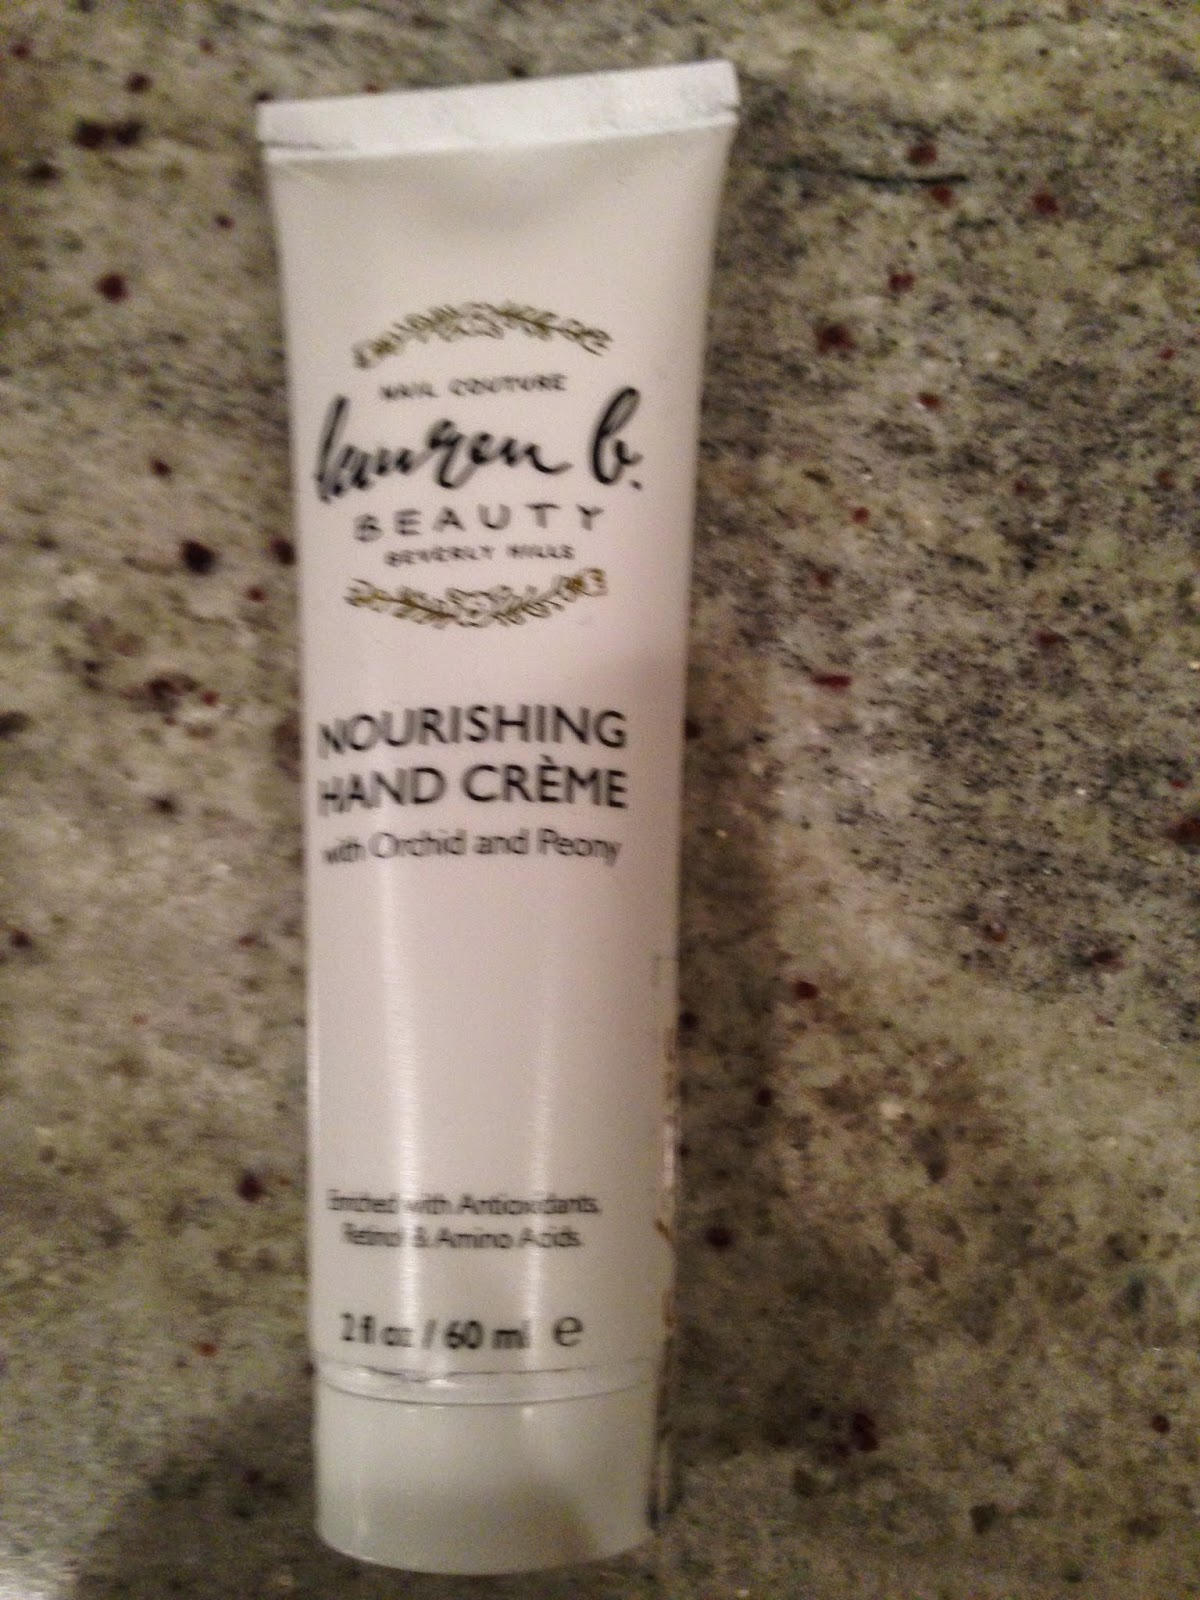 NAIL COUTURE
lauren b.
BEAUTY
BEVERLY HILLS
NOURISHING
HAND CRÈME
with Orchid and Peony
Enriched with Antioxidants,
Retinol & Amino Acids.
2 fl oz / 60 ml e